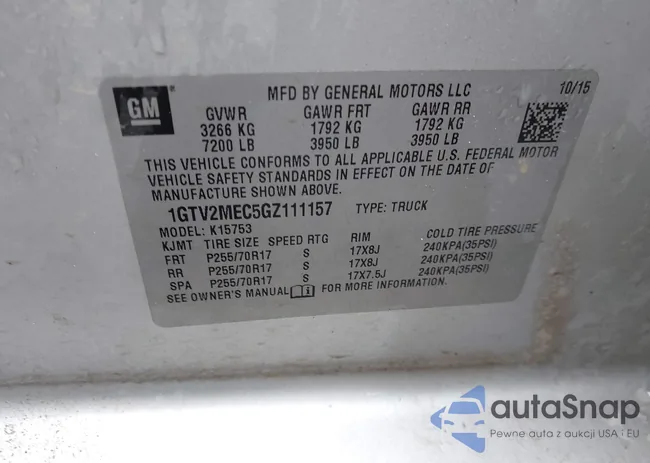 GM
MFD BY GENERAL MOTORS LLC 10/15
GVWR GAWR FRT GAWR RR
3266 KG 1792 KG 1792 KG
7200 LB 3950 LB 3950 LB
THIS VEHICLE CONFORMS TO ALL APPLICABLE U.S. FEDERAL MOTOR
VEHICLE SAFETY STANDARDS IN EFFECT ON THE DATE OF
MANUFACTURE SHOWN ABOVE.
1GTV2MEC5GZ111157 TYPE: TRUCK
MODEL: K15753
KJMT TIRE SIZE SPEED RTG RIM COLD TIRE PRESSURE
FRT P255/70R17 S 17X8J 240KPA(35PSI)
RR P255/70R17 S 17X8J 240KPA(35PSI)
SPA P255/70R17 S 17X7.5J 240KPA(35PSI)
SEE OWNER'S MANUAL FOR MORE INFORMATION.
autaSnap
Pewne auta z aukcji USA i EU